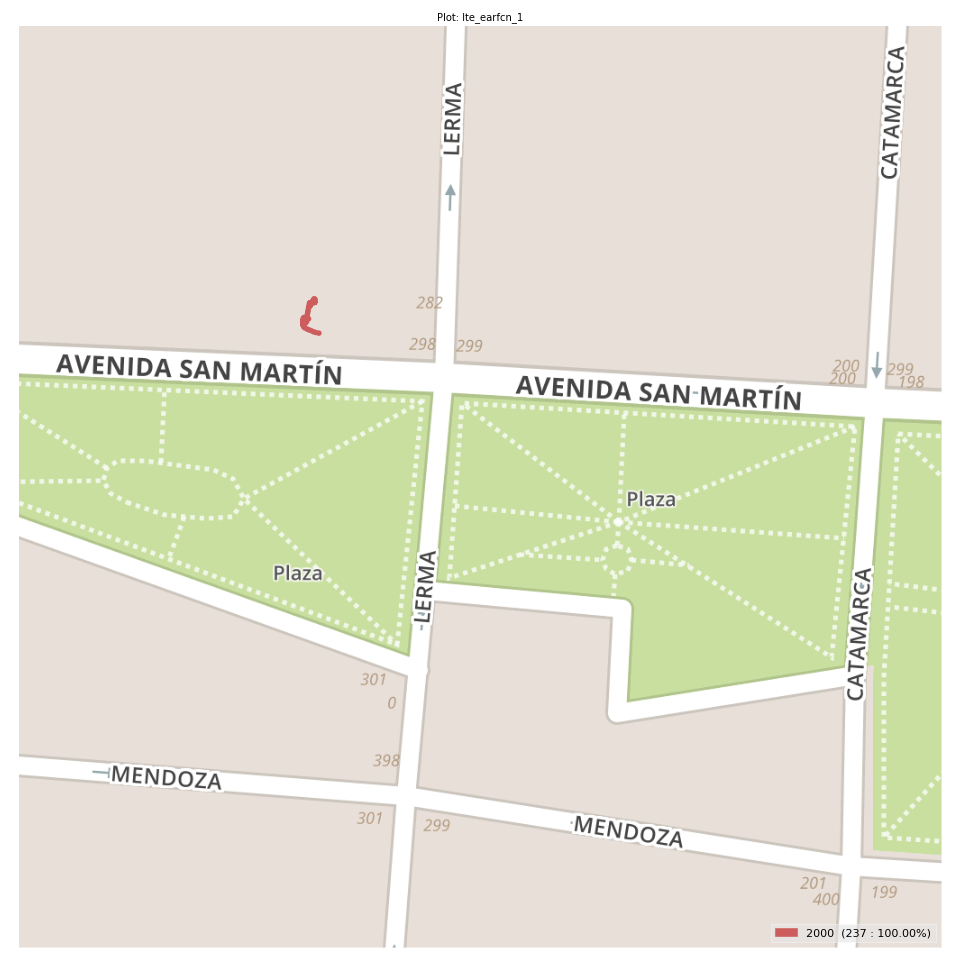 Plot: lte_earfcn_1
LERMA
CATAMARCA
282
298
299
AVENIDA SAN MARTÍN
AVENIDA SAN MARTÍN
200
200
299
198
Plaza
Plaza
LERMA
CATAMARCA
301
0
398
MENDOZA
301
299
MENDOZA
201
400
199
2000 (237 : 100.00%)